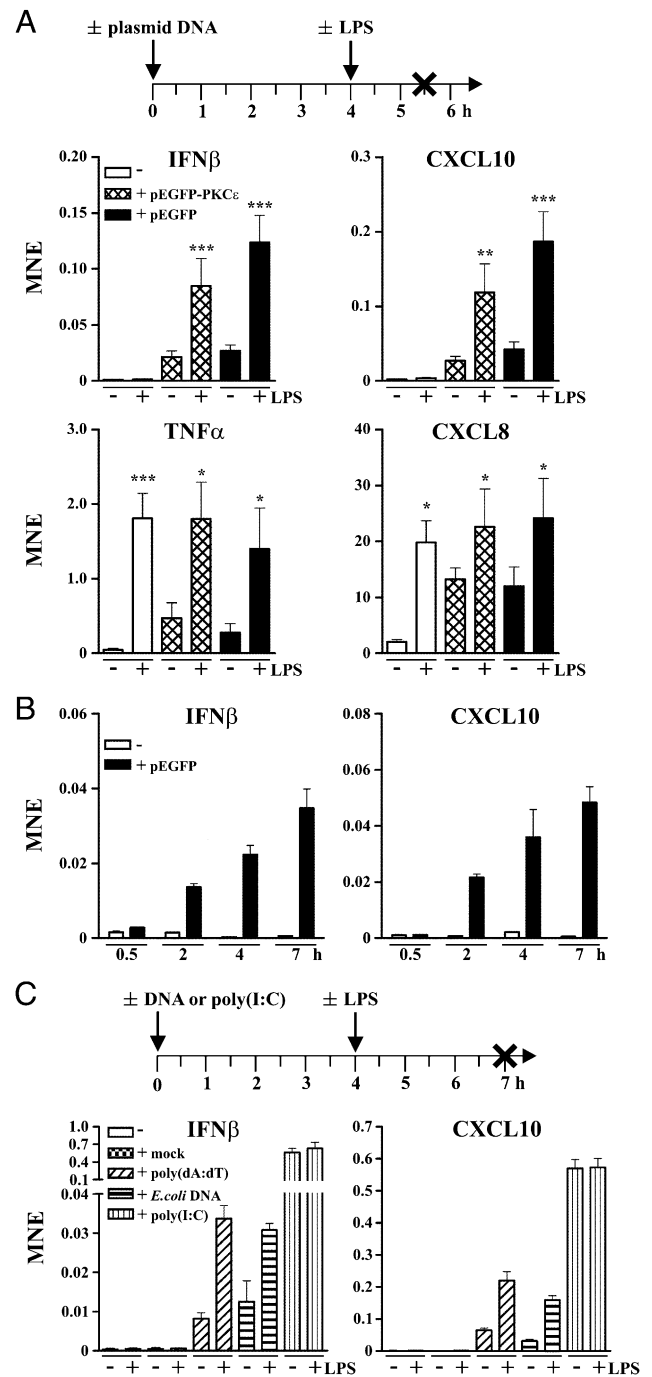 A
± plasmid DNA ± LPS
0 1 2 3 4 5 6 h
IFNβ CXCL10
0.20 0.3
-
+ pEGFP-PKCε
+ pEGFP
0.15
*** *** ** ***
MNE
0.10 0.2
0.05 0.1
0 0
- + - + - + LPS - + - + - + LPS
TNFα CXCL8
3.0 40
*** * * * * *
MNE
2.0 30
20
1.0 10
0 0
- + - + - + LPS - + - + - + LPS
B
IFNβ CXCL10
0.06 0.08
-
+ pEGFP
0.06
0.04
MNE
0.04
0.02 0.02
0 0
0.5 2 4 7 h 0.5 2 4 7 h
C
± DNA or poly(I:C) ± LPS
0 1 2 3 4 5 6 7 h
IFNβ CXCL10
1.0 0.7
-
+ mock
+ poly(dA:dT)
+ E.coli DNA
+ poly(I:C)
0.7 0.6
0.4 0.5
0.1
0.04 0.4
MNE
0.03 0.3
0.02 0.2
0.01 0.1
0 0
- + - + - + - + - + LPS - + - + - + - + - + LPS